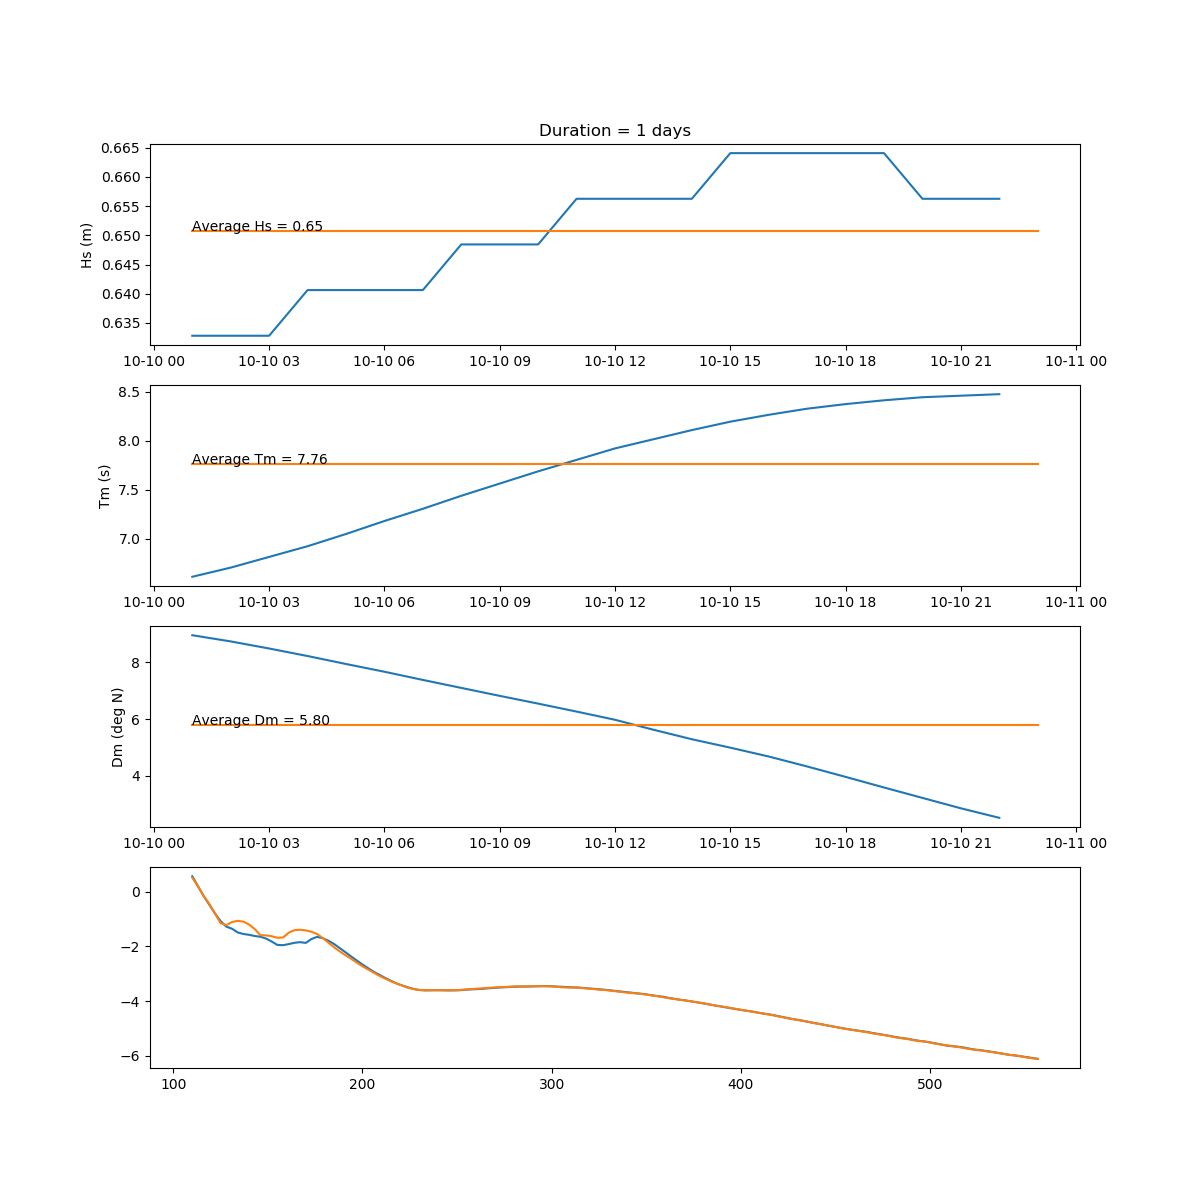 Duration = 1 days
0.665
0.660
0.655
0.650
0.645
0.640
0.635
Hs (m)
Average Hs = 0.65
10-10 00 10-10 03 10-10 06 10-10 09 10-10 12 10-10 15 10-10 18 10-10 21 10-11 00
8.5
8.0
7.5
7.0
Tm (s)
Average Tm = 7.76
10-10 00 10-10 03 10-10 06 10-10 09 10-10 12 10-10 15 10-10 18 10-10 21 10-11 00
8
6
4
Dm (deg N)
Average Dm = 5.80
10-10 00 10-10 03 10-10 06 10-10 09 10-10 12 10-10 15 10-10 18 10-10 21 10-11 00
0
−2
−4
−6
100 200 300 400 500